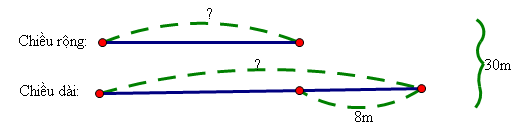 ?
Chiều rộng:
?
30m
Chiều dài:
8m